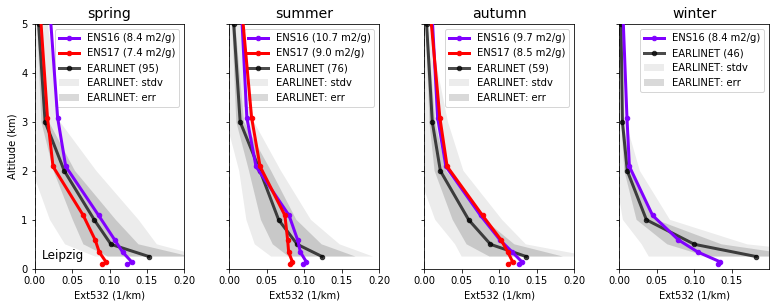 spring
summer
autumn
winter
ENS16 (8.4 m2/g)
ENS17 (7.4 m2/g)
EARLINET (95)
EARLINET: stdv
EARLINET: err
ENS16 (10.7 m2/g)
ENS17 (9.0 m2/g)
EARLINET (76)
EARLINET: stdv
EARLINET: err
ENS16 (9.7 m2/g)
ENS17 (8.5 m2/g)
EARLINET (59)
EARLINET: stdv
EARLINET: err
ENS16 (8.4 m2/g)
EARLINET (46)
EARLINET: stdv
EARLINET: err
Altitude (km)
5
4
3
2
1
0
Leipzig
0.00 0.05 0.10 0.15 0.20
0.00 0.05 0.10 0.15 0.20
0.00 0.05 0.10 0.15 0.20
0.00 0.05 0.10 0.15
Ext532 (1/km)
Ext532 (1/km)
Ext532 (1/km)
Ext532 (1/km)